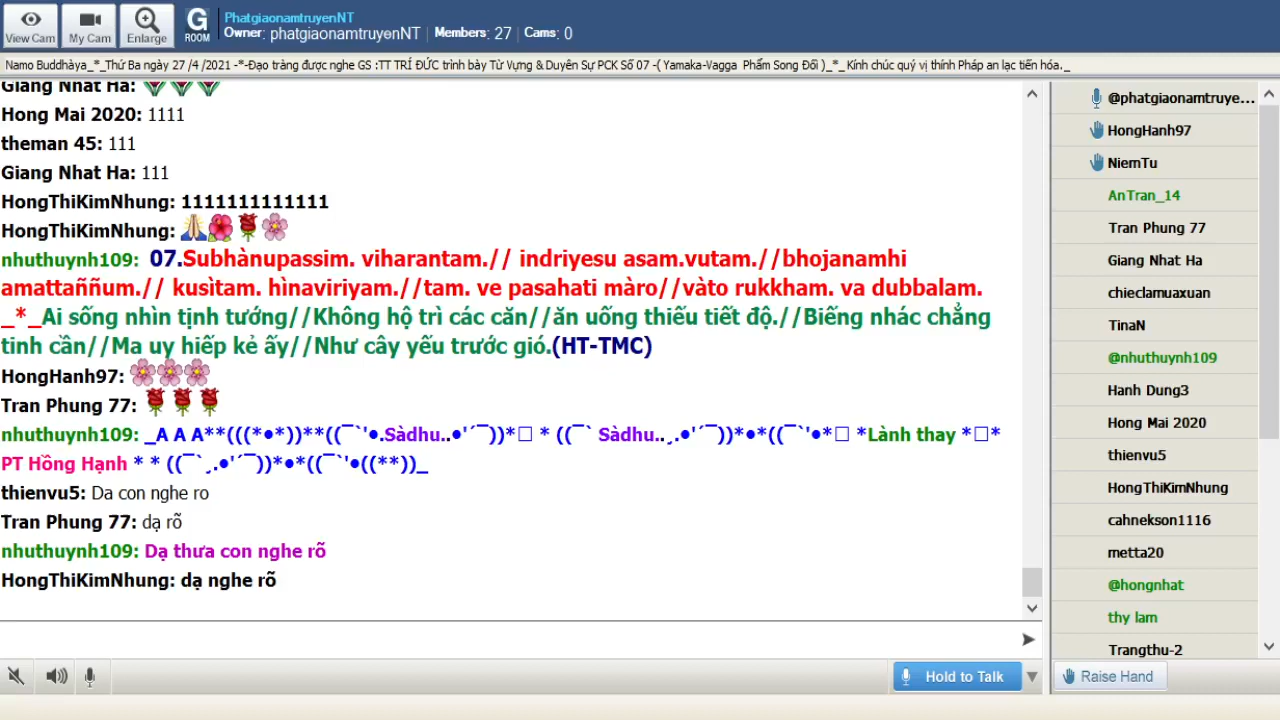 View Cam
My Cam
Enlarge
G
ROOM
PhatgiaonamtruyenNT
Owner: phatgiaonamtruyenNT | Members: 27 | Cams: 0
Namo Buddhàya_*_Thứ Ba ngày 27 /4 /2021 -*-Đạo tràng được nghe GS :TT TRÍ ĐỨC trình bày Từ Vựng & Duyên Sự PCK Số 07 -( Yamaka-Vagga Phẩm Song Đối )_*_ Kính chúc quý vị thính Pháp an lạc tiến hóa._
Giang Nhat Ha:
Hong Mai 2020: 1111
theman 45: 111
Giang Nhat Ha: 111
HongThiKimNhung: 1111111111111
HongThiKimNhung:
nhuthuynh109: 07.Subhànupassim. viharantam.// indriyesu asam.vutam.//bhojanamhi
amattaññum.// kusìtam. hìnaviriyam.//tam. ve pasahati màro//vàto rukkham. va dubbalam.
_*_Ai sống nhìn tịnh tướng//Không hộ trì các căn//ăn uống thiếu tiết độ.//Biếng nhác chẳng
tinh cần//Ma uy hiếp kẻ ấy//Như cây yếu trước gió.(HT-TMC)
HongHanh97:
Tran Phung 77:
nhuthuynh109: _A A A**(((*•*))**((¯`'•.Sàdhu..•'´¯))* * ((¯` Sàdhu..¸.•'´¯))*•*((¯`'•* *Lành thay **
PT Hồng Hạnh * * ((¯`¸.•'´¯))*•*((¯`'•((**))_
thienvu5: Da con nghe ro
Tran Phung 77: dạ rõ
nhuthuynh109: Dạ thưa con nghe rõ
HongThiKimNhung: dạ nghe rõ
Hold to Talk
@phatgiaonamtruye...
HongHanh97
NiemTu
AnTran_14
Tran Phung 77
Giang Nhat Ha
chieclamuaxuan
TinaN
@nhuthuynh109
Hanh Dung3
Hong Mai 2020
thienvu5
HongThiKimNhung
cahnekson1116
metta20
@hongnhat
thy lam
Trangthu-2
Raise Hand